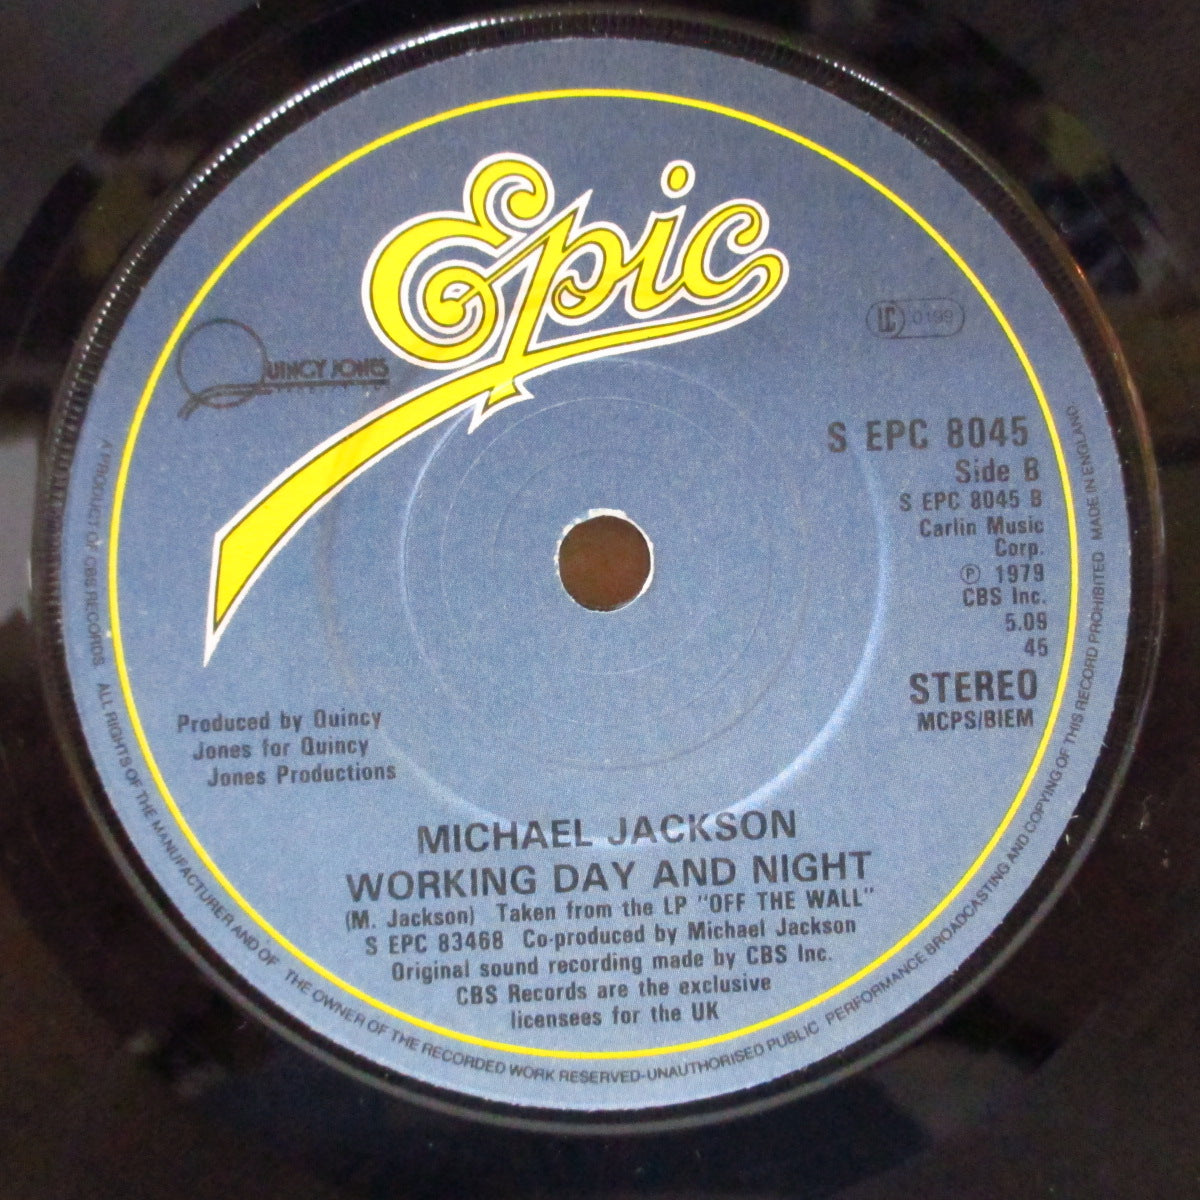 Epic
QUINCY JONES
LC 0199
S EPC 8045
Side B
S EPC 8045 B
Carlin Music
Corp.
℗ 1979
CBS Inc.
5.09
45
STEREO
MCPS/BIEM
Produced by Quincy
Jones for Quincy
Jones Productions
MICHAEL JACKSON
WORKING DAY AND NIGHT
(M. Jackson) Taken from the LP "OFF THE WALL"
S EPC 83468 Co-produced by Michael Jackson
Original sound recording made by CBS Inc.
CBS Records are the exclusive
licensees for the UK
A PRODUCT OF CBS RECORDS ALL RIGHTS OF THE MANUFACTURER AND OF THE OWNER OF THE RECORDED WORK RESERVED-UNAUTHORISED PUBLIC PERFORMANCE BROADCASTING AND COPYING OF THIS RECORD PROHIBITED MADE IN ENGLAND.